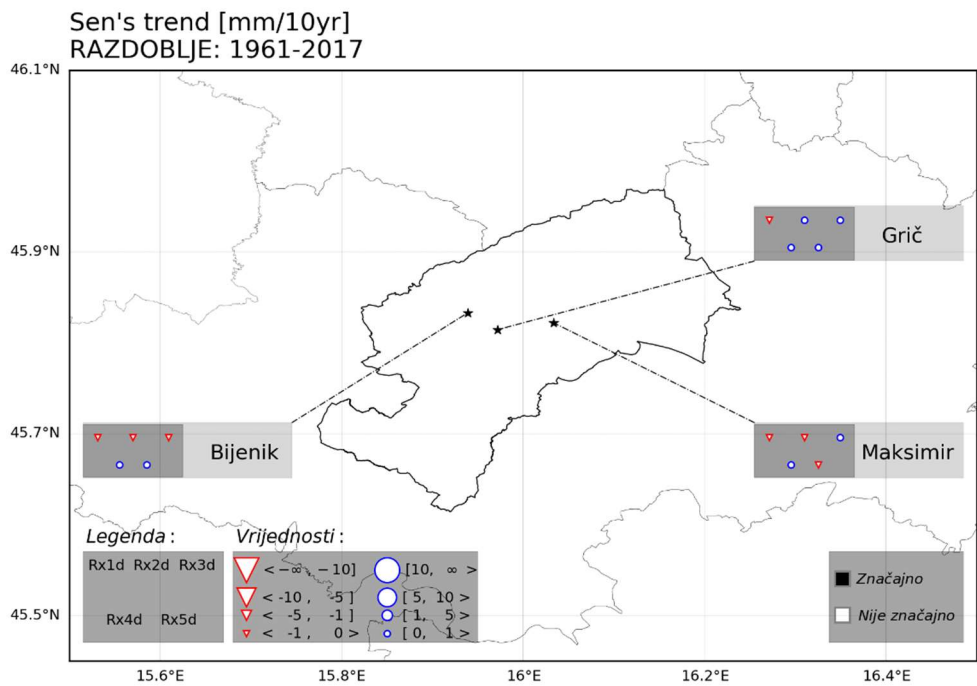 Sen's trend [mm/10yr]
RAZDOBLJE: 1961-2017
46.1°N
45.9°N
45.7°N
45.5°N
Grič
Bijenik
Maksimir
Legenda :
Rx1d Rx2d Rx3d
Rx4d Rx5d
Vrijednosti :
< −∞ , −10] [10, ∞ >
< -10 , -5] [ 5, 10 >
< -5 , -1] [ 1, 5 >
< -1 , 0 > [ 0, 1 >
Značajno
Nije značajno
15.6°E 15.8°E 16°E 16.2°E 16.4°E